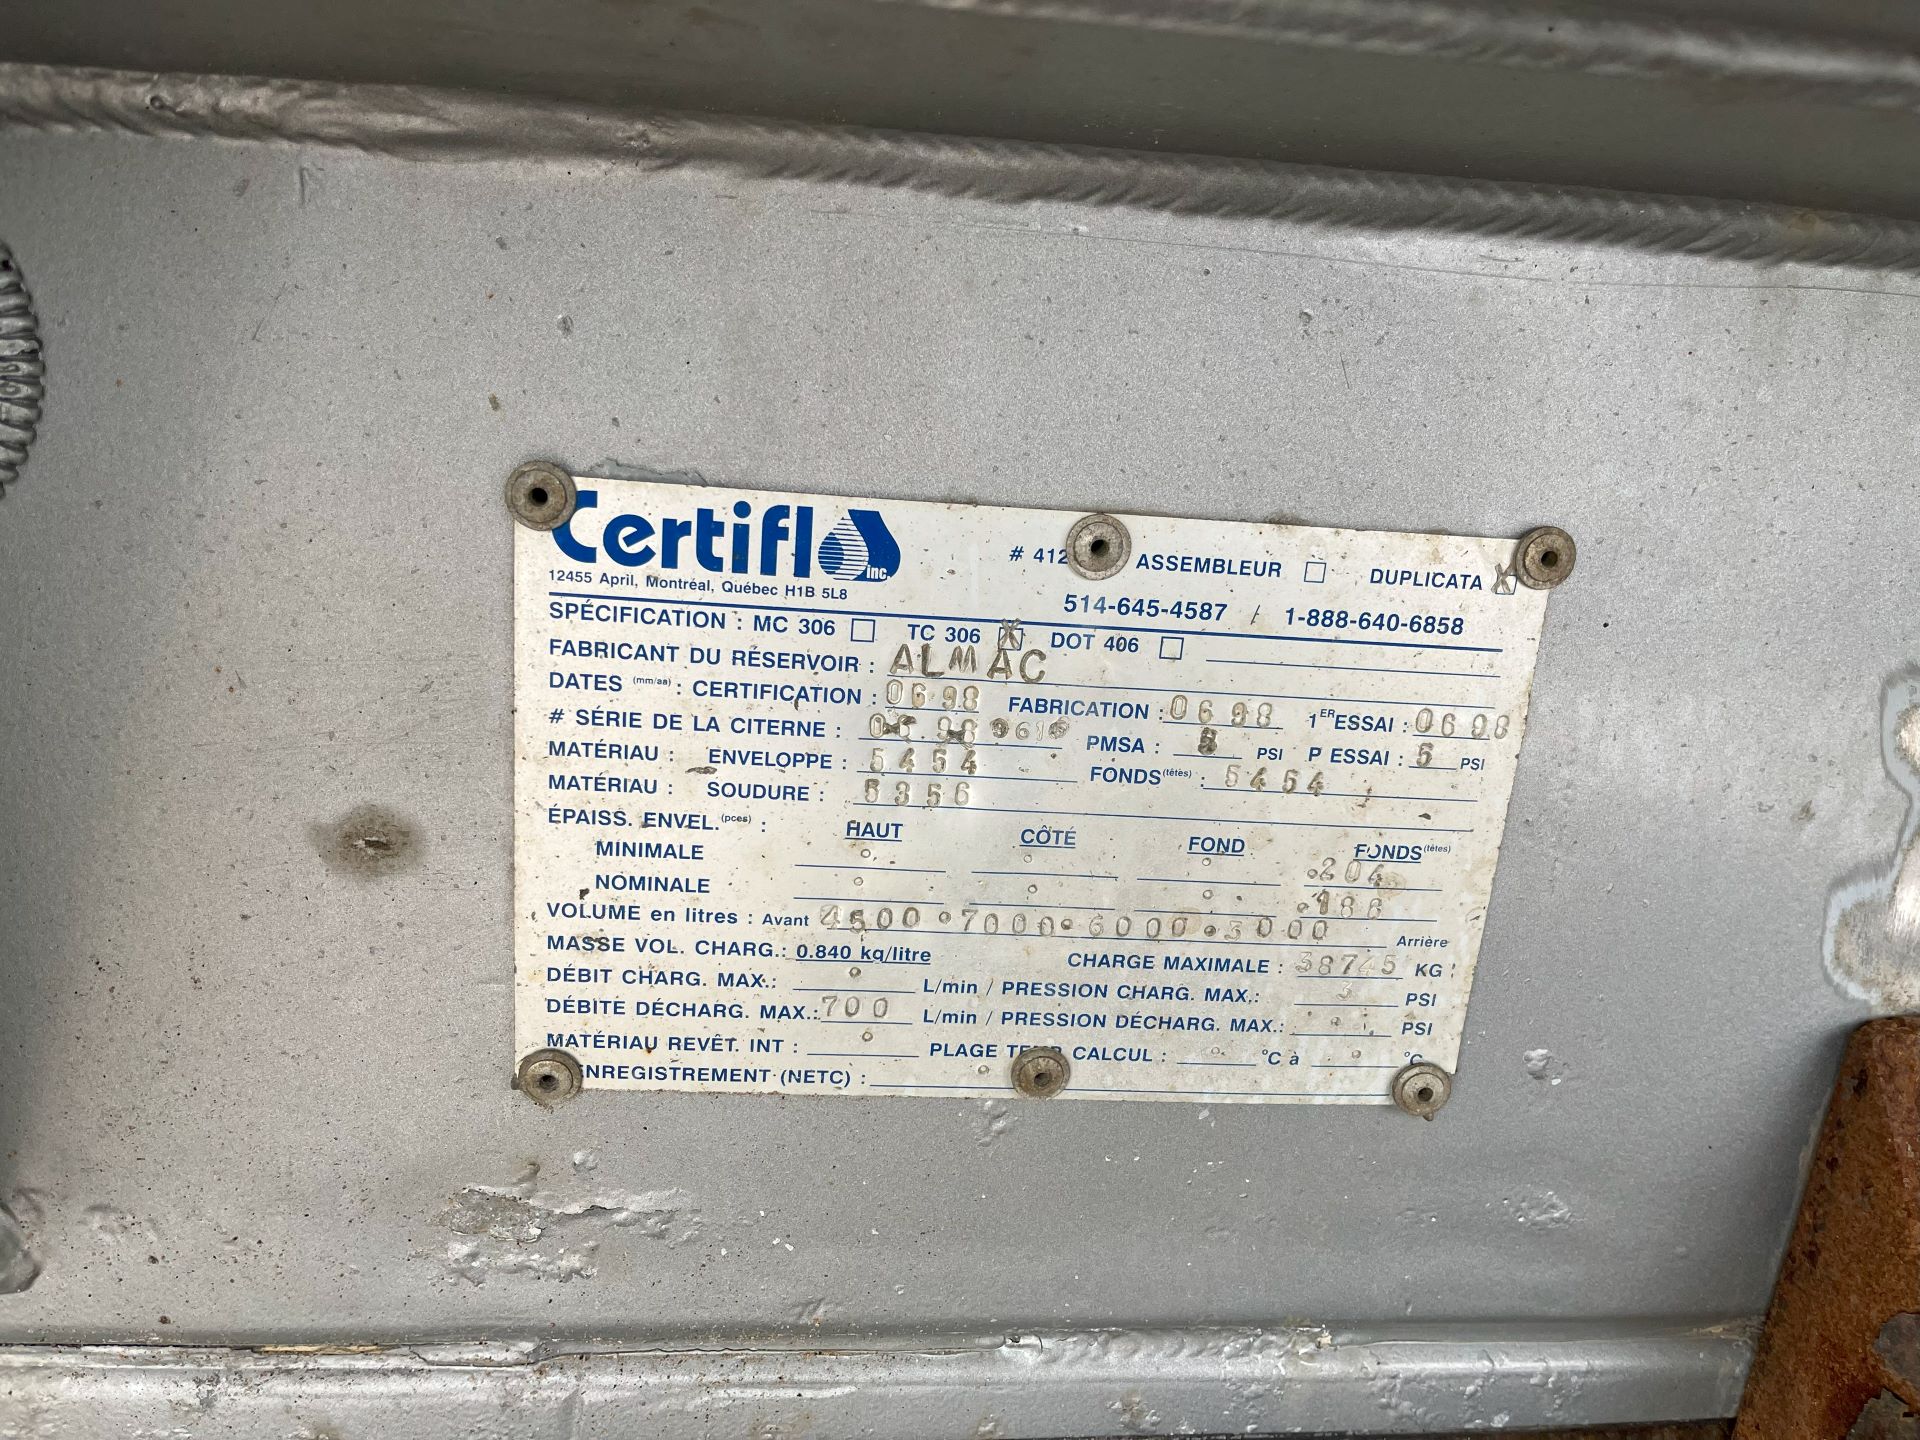 Certiflo inc.
12455 April, Montréal, Québec H1B 5L8
# 412 ASSEMBLEUR DUPLICATA X
514-645-4587 / 1-888-640-6858
SPÉCIFICATION : MC 306 TC 306 X DOT 406
FABRICANT DU RÉSERVOIR : ALMAC
DATES (mm/aa) : CERTIFICATION : 06 98 FABRICATION : 06 98 1ER ESSAI : 06 98
# SÉRIE DE LA CITERNE : PMSA : PSI P ESSAI : 5 PSI
MATÉRIAU : ENVELOPPE : 5454 FONDS (têtes) : 5454
MATÉRIAU : SOUDURE : 5356
ÉPAISS. ENVEL. (pces) : HAUT CÔTÉ FOND FONDS (têtes)
MINIMALE .204
NOMINALE
VOLUME en litres : Avant 4500 • 7000 • 6000 • 3000 Arrière
MASSE VOL. CHARG.: 0.840 kg/litre CHARGE MAXIMALE : 38745 KG
DÉBIT CHARG. MAX.: L/min / PRESSION CHARG. MAX.: 3 PSI
DÉBITE DÉCHARG. MAX.: 700 L/min / PRESSION DÉCHARG. MAX.: PSI
MATÉRIAU REVÊT. INT : PLAGE CALCUL : °C à °C
ENREGISTREMENT (NETC) :